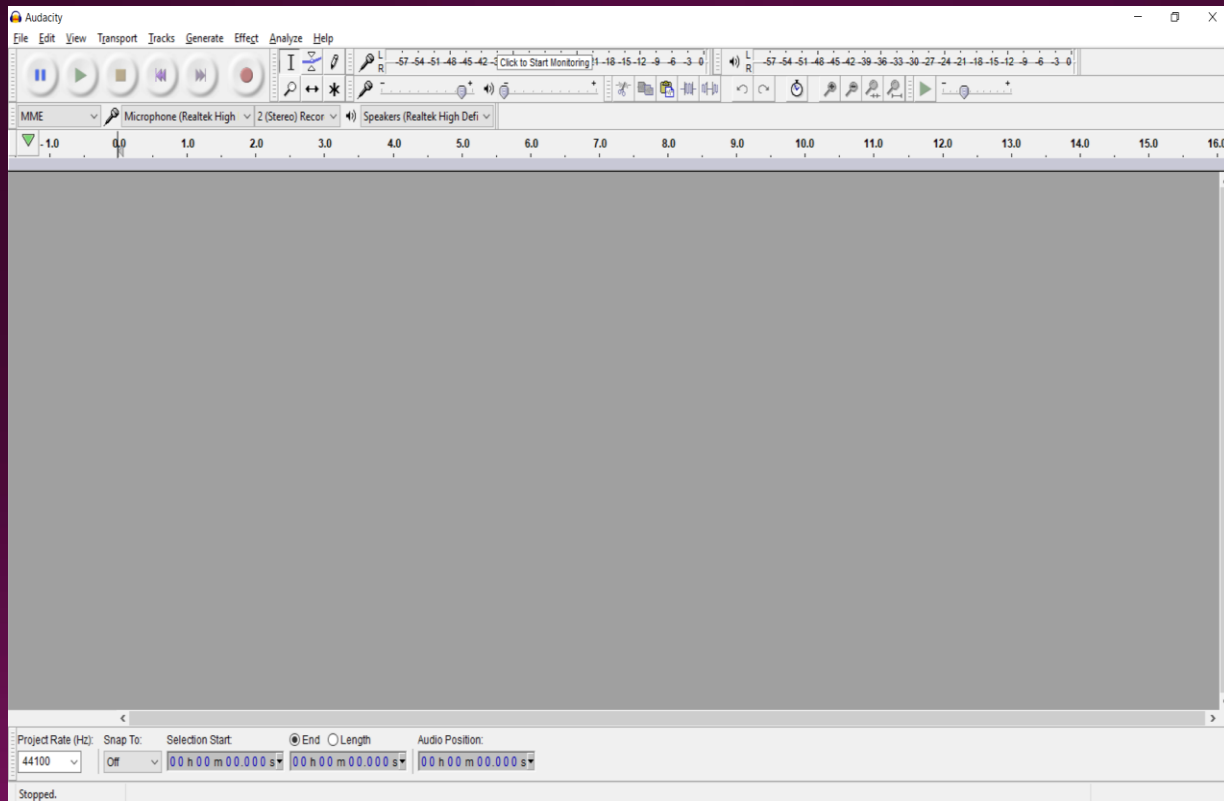 Audacity
File Edit View Transport Tracks Generate Effect Analyze Help
L
R
-57 -54 -51 -48 -45 -42 Click to Start Monitoring -18 -15 -12 -9 -6 -3 0
L
R
-57 -54 -51 -48 -45 -42 -39 -36 -33 -30 -27 -24 -21 -18 -15 -12 -9 -6 -3 0
MME Microphone (Realtek High 2 (Stereo) Recor Speakers (Realtek High Defi
-1.0 0.0 1.0 2.0 3.0 4.0 5.0 6.0 7.0 8.0 9.0 10.0 11.0 12.0 13.0 14.0 15.0 16.0
Project Rate (Hz): Snap To: Selection Start: End Length Audio Position:
44100 Off 00 h 00 m 00.000 s 00 h 00 m 00.000 s 00 h 00 m 00.000 s
Stopped.